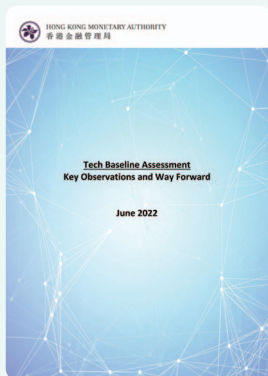 HONG KONG MONETARY AUTHORITY
香港金融管理局
Tech Baseline Assessment
Key Observations and Way Forward
June 2022